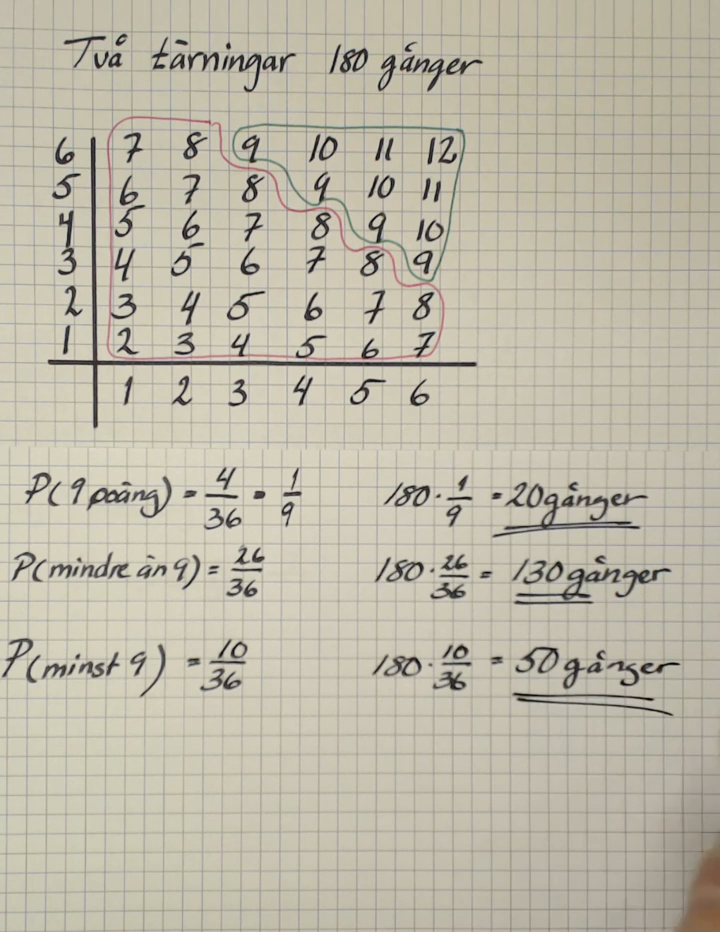 Två tärningar 180 gånger
6 | 7 8 9 10 11 12
5 | 6 7 8 9 10 11
4 | 5 6 7 8 9 10
3 | 4 5 6 7 8 9
2 | 3 4 5 6 7 8
1 | 2 3 4 5 6 7
1 2 3 4 5 6
P(9 poäng) = 4/36 = 1/9 180 · 1/9 = 20 gånger
P(mindre än 9) = 26/36 180 · 26/36 = 130 gånger
P(minst 9) = 10/36 180 · 10/36 = 50 gånger